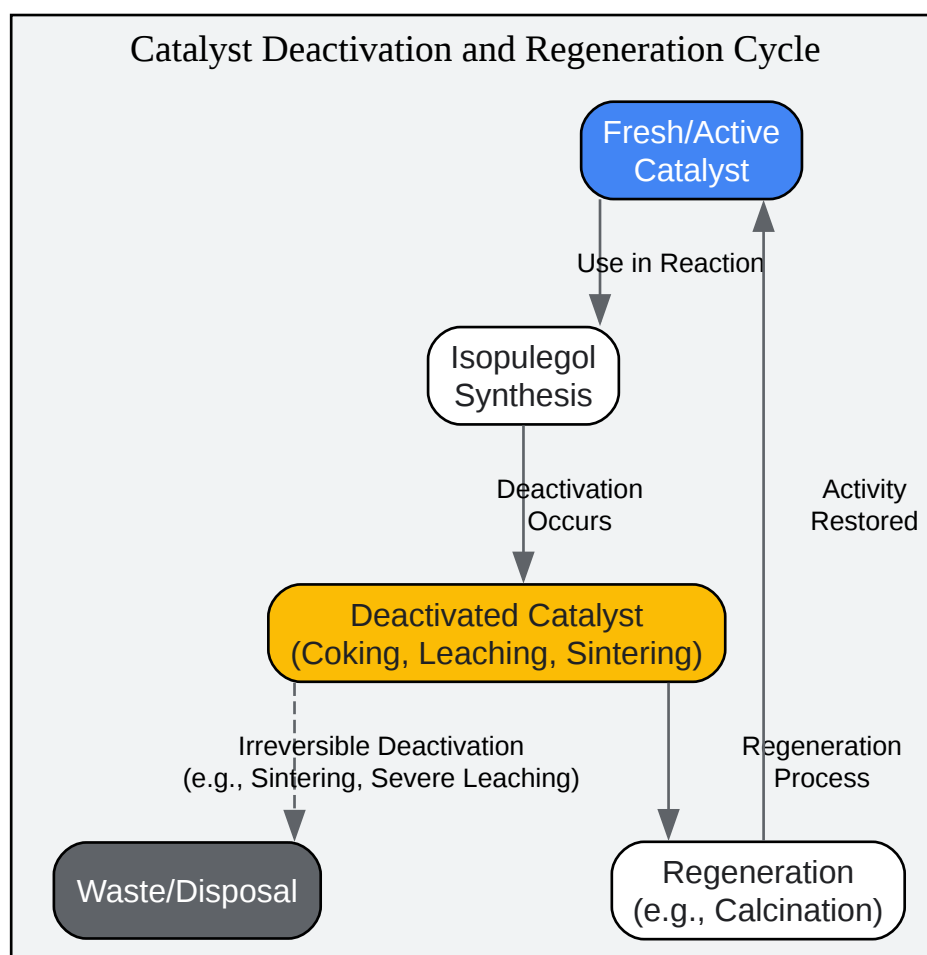 Catalyst Deactivation and Regeneration Cycle
Fresh/Active
Catalyst
Use in Reaction
Isopulegol
Synthesis
Deactivation
Occurs
Activity
Restored
Deactivated Catalyst
(Coking, Leaching, Sintering)
Irreversible Deactivation
(e.g., Sintering, Severe Leaching)
Regeneration
Process
Waste/Disposal
Regeneration
(e.g., Calcination)